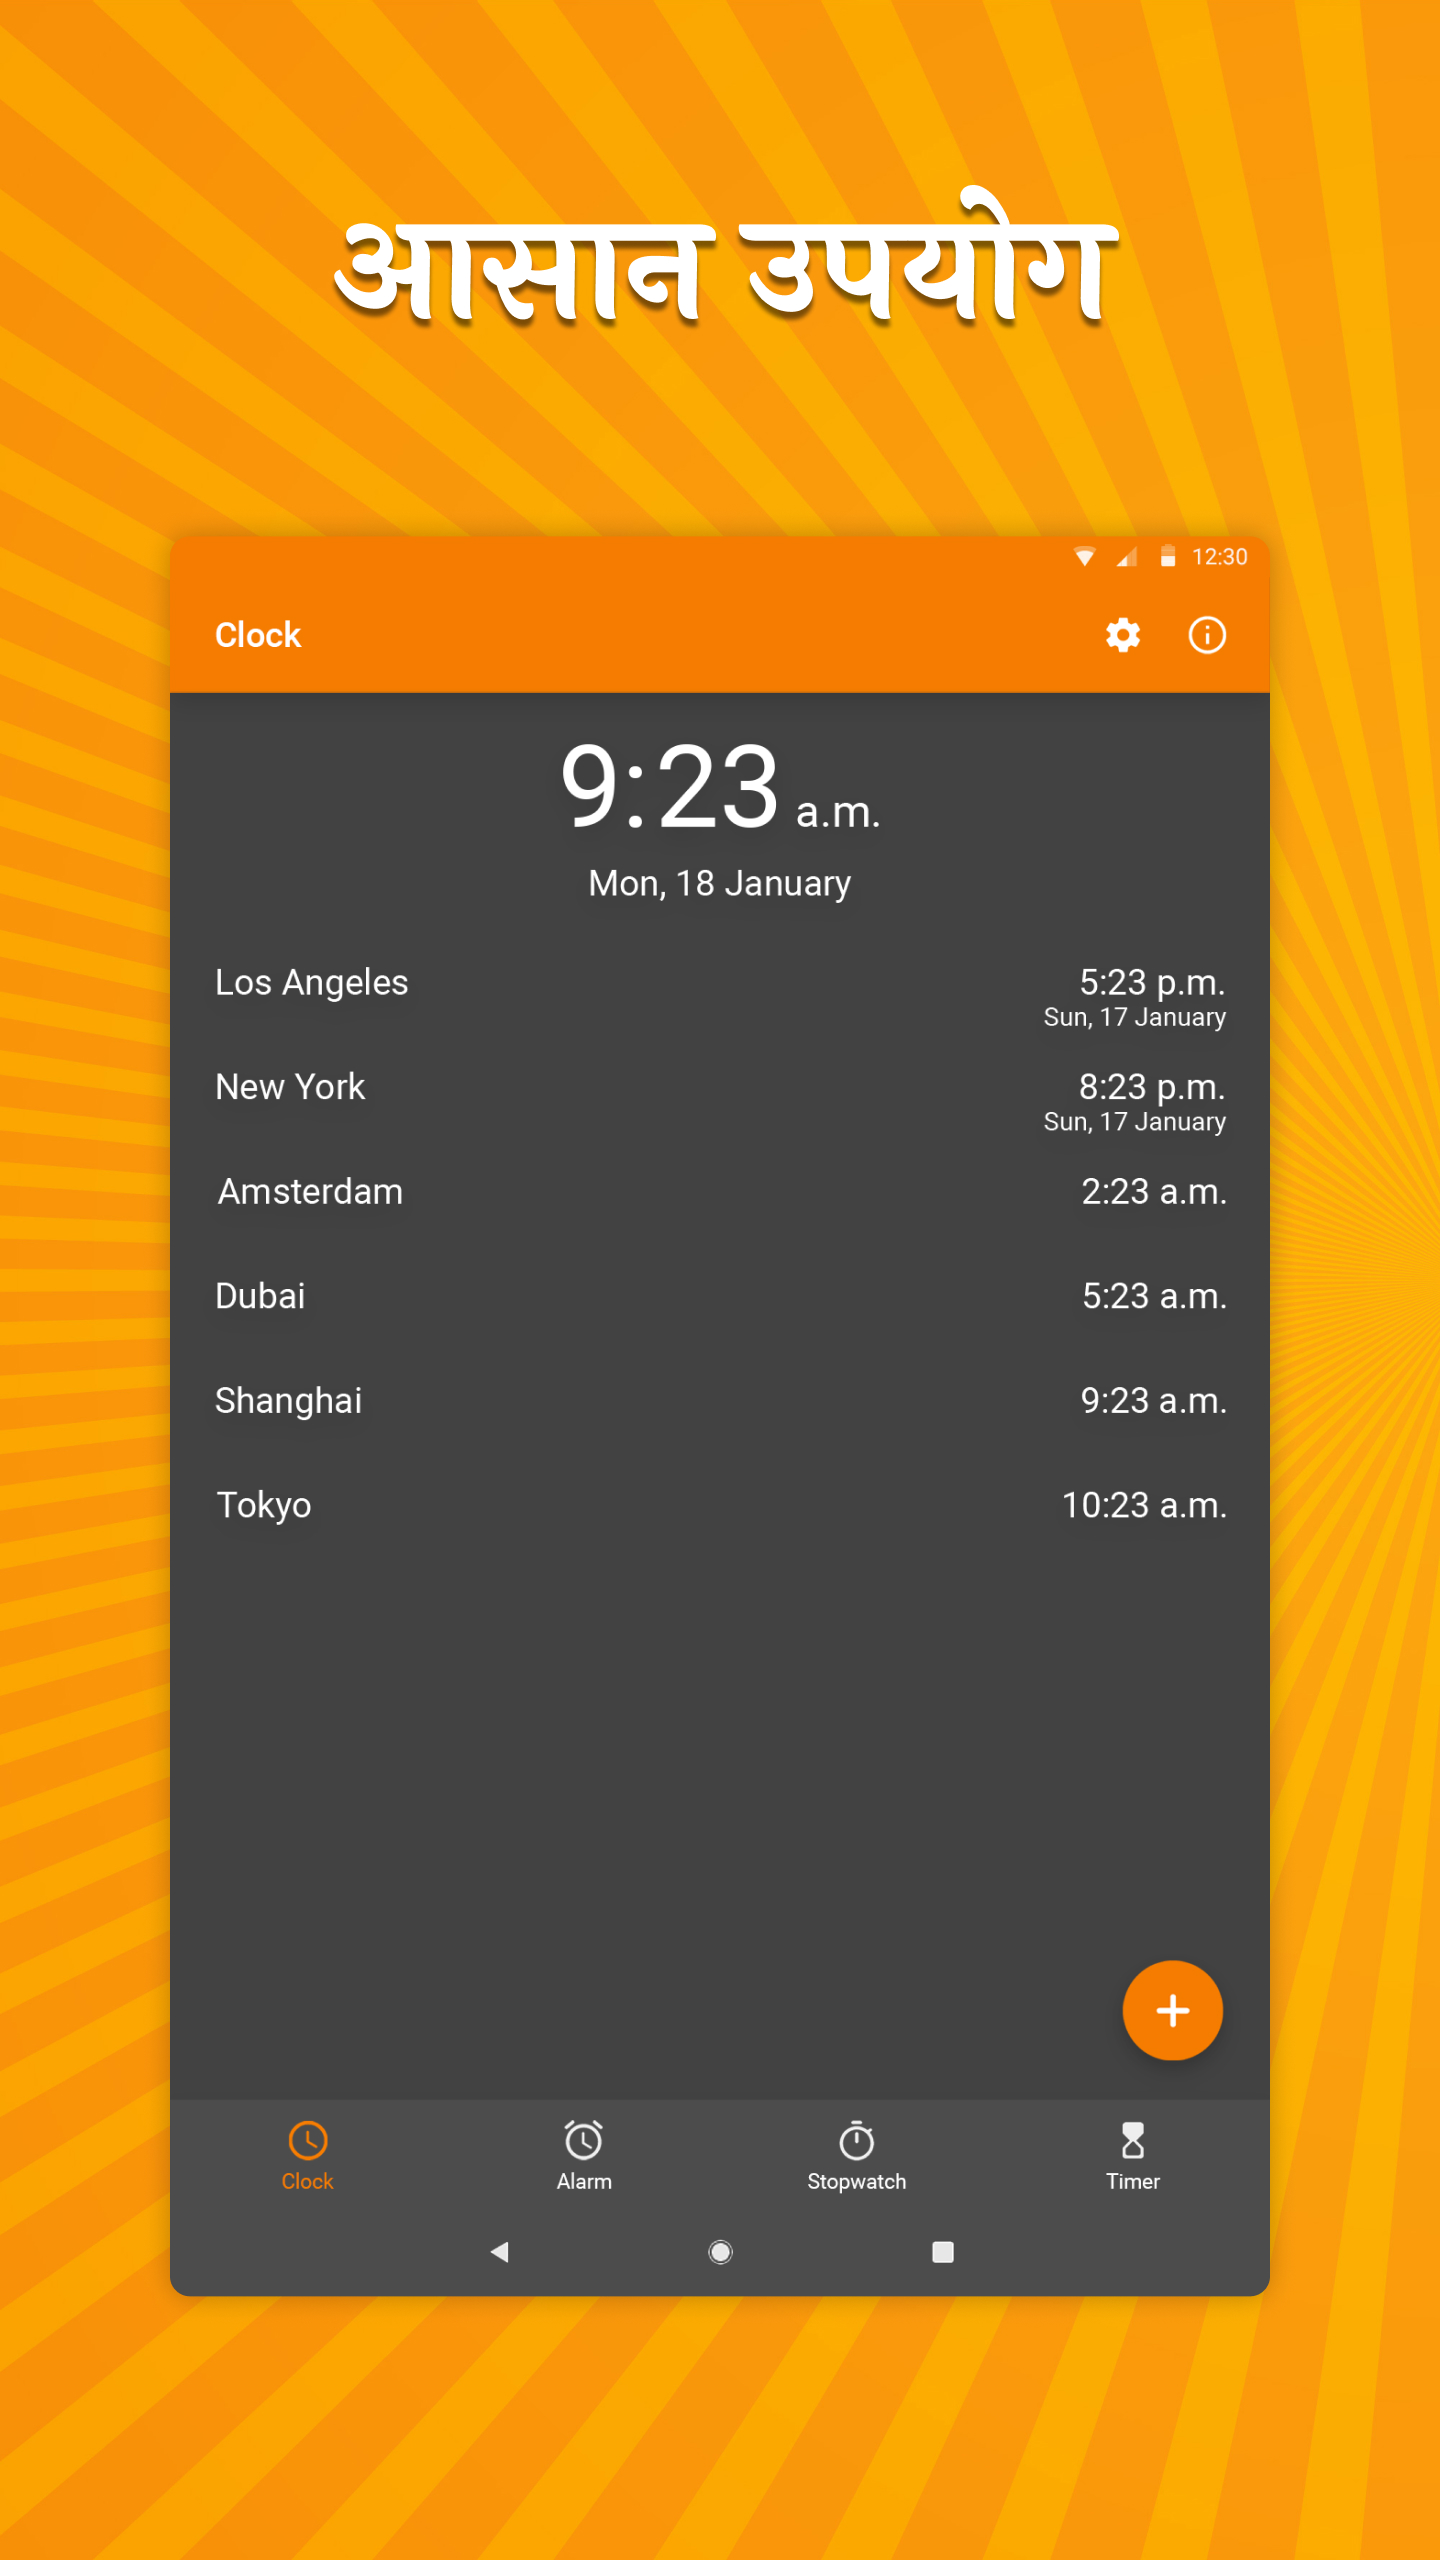 आसान उपयोग
12:30
Clock
9:23 a.m.
Mon, 18 January
Los Angeles 5:23 p.m.
Sun, 17 January
New York 8:23 p.m.
Sun, 17 January
Amsterdam 2:23 a.m.
Dubai 5:23 a.m.
Shanghai 9:23 a.m.
Tokyo 10:23 a.m.
Clock Alarm Stopwatch Timer